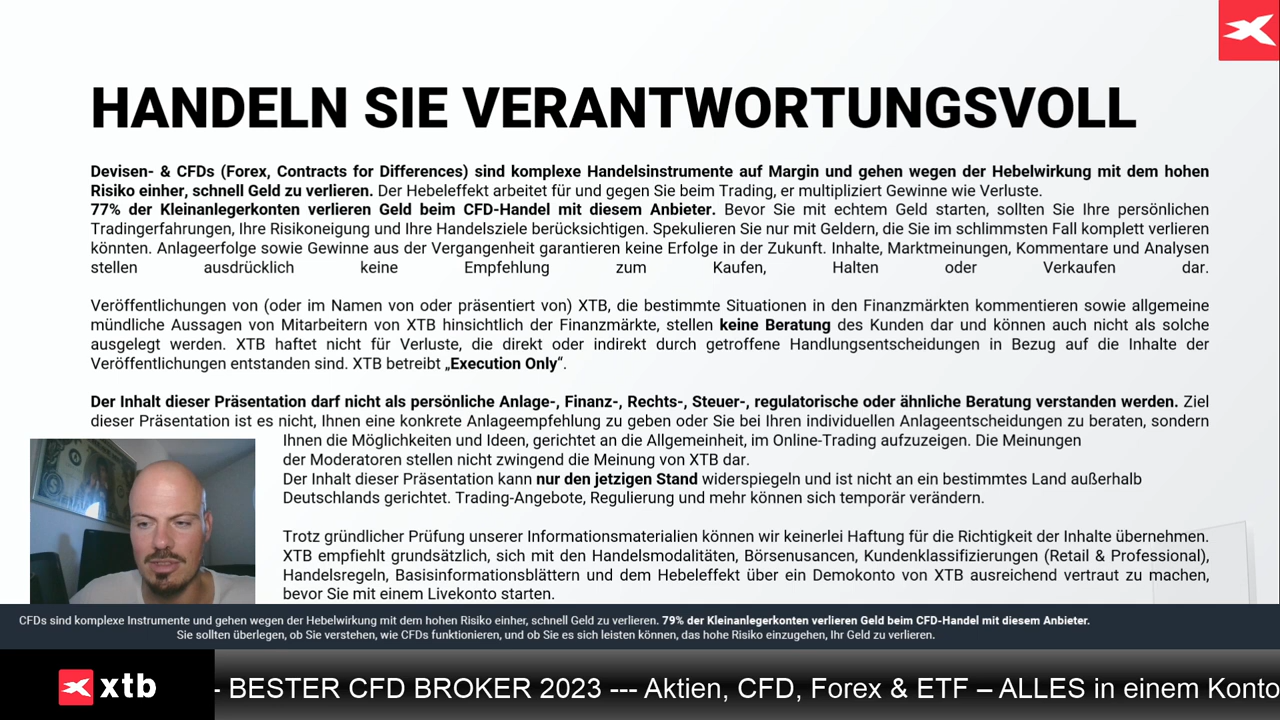 HANDELN SIE VERANTWORTUNGSVOLL
Devisen- & CFDs (Forex, Contracts for Differences) sind komplexe Handelsinstrumente auf Margin und gehen wegen der Hebelwirkung mit dem hohen
Risiko einher, schnell Geld zu verlieren. Der Hebeleffekt arbeitet für und gegen Sie beim Trading, er multipliziert Gewinne wie Verluste.
77% der Kleinanlegerkonten verlieren Geld beim CFD-Handel mit diesem Anbieter. Bevor Sie mit echtem Geld starten, sollten Sie Ihre persönlichen
Tradingerfahrungen, Ihre Risikoneigung und Ihre Handelsziele berücksichtigen. Spekulieren Sie nur mit Geldern, die Sie im schlimmsten Fall komplett verlieren
könnten. Anlageerfolge sowie Gewinne aus der Vergangenheit garantieren keine Erfolge in der Zukunft. Inhalte, Marktmeinungen, Kommentare und Analysen
stellen ausdrücklich keine Empfehlung zum Kaufen, Halten oder Verkaufen dar.
Veröffentlichungen von (oder im Namen von oder präsentiert von) XTB, die bestimmte Situationen in den Finanzmärkten kommentieren sowie allgemeine
mündliche Aussagen von Mitarbeitern von XTB hinsichtlich der Finanzmärkte, stellen keine Beratung des Kunden dar und können auch nicht als solche
ausgelegt werden. XTB haftet nicht für Verluste, die direkt oder indirekt durch getroffene Handlungsentscheidungen in Bezug auf die Inhalte der
Veröffentlichungen entstanden sind. XTB betreibt „Execution Only“.
Der Inhalt dieser Präsentation darf nicht als persönliche Anlage-, Finanz-, Rechts-, Steuer-, regulatorische oder ähnliche Beratung verstanden werden. Ziel
dieser Präsentation ist es nicht, Ihnen eine konkrete Anlageempfehlung zu geben oder Sie bei Ihren individuellen Anlageentscheidungen zu beraten, sondern
Ihnen die Möglichkeiten und Ideen, gerichtet an die Allgemeinheit, im Online-Trading aufzuzeigen. Die Meinungen
der Moderatoren stellen nicht zwingend die Meinung von XTB dar.
Der Inhalt dieser Präsentation kann nur den jetzigen Stand widerspiegeln und ist nicht an ein bestimmtes Land außerhalb
Deutschlands gerichtet. Trading-Angebote, Regulierung und mehr können sich temporär verändern.
Trotz gründlicher Prüfung unserer Informationsmaterialien können wir keinerlei Haftung für die Richtigkeit der Inhalte übernehmen.
XTB empfiehlt grundsätzlich, sich mit den Handelsmodalitäten, Börsenusancen, Kundenklassifizierungen (Retail & Professional),
Handelsregeln, Basisinformationsblättern und dem Hebeleffekt über ein Demokonto von XTB ausreichend vertraut zu machen,
bevor Sie mit einem Livekonto starten.
CFDs sind komplexe Instrumente und gehen wegen der Hebelwirkung mit dem hohen Risiko einher, schnell Geld zu verlieren. 79% der Kleinanlegerkonten verlieren Geld beim CFD-Handel mit diesem Anbieter.
Sie sollten überlegen, ob Sie verstehen, wie CFDs funktionieren, und ob Sie es sich leisten können, das hohe Risiko einzugehen, Ihr Geld zu verlieren.
xtb - BESTER CFD BROKER 2023 --- Aktien, CFD, Forex & ETF – ALLES in einem Konto